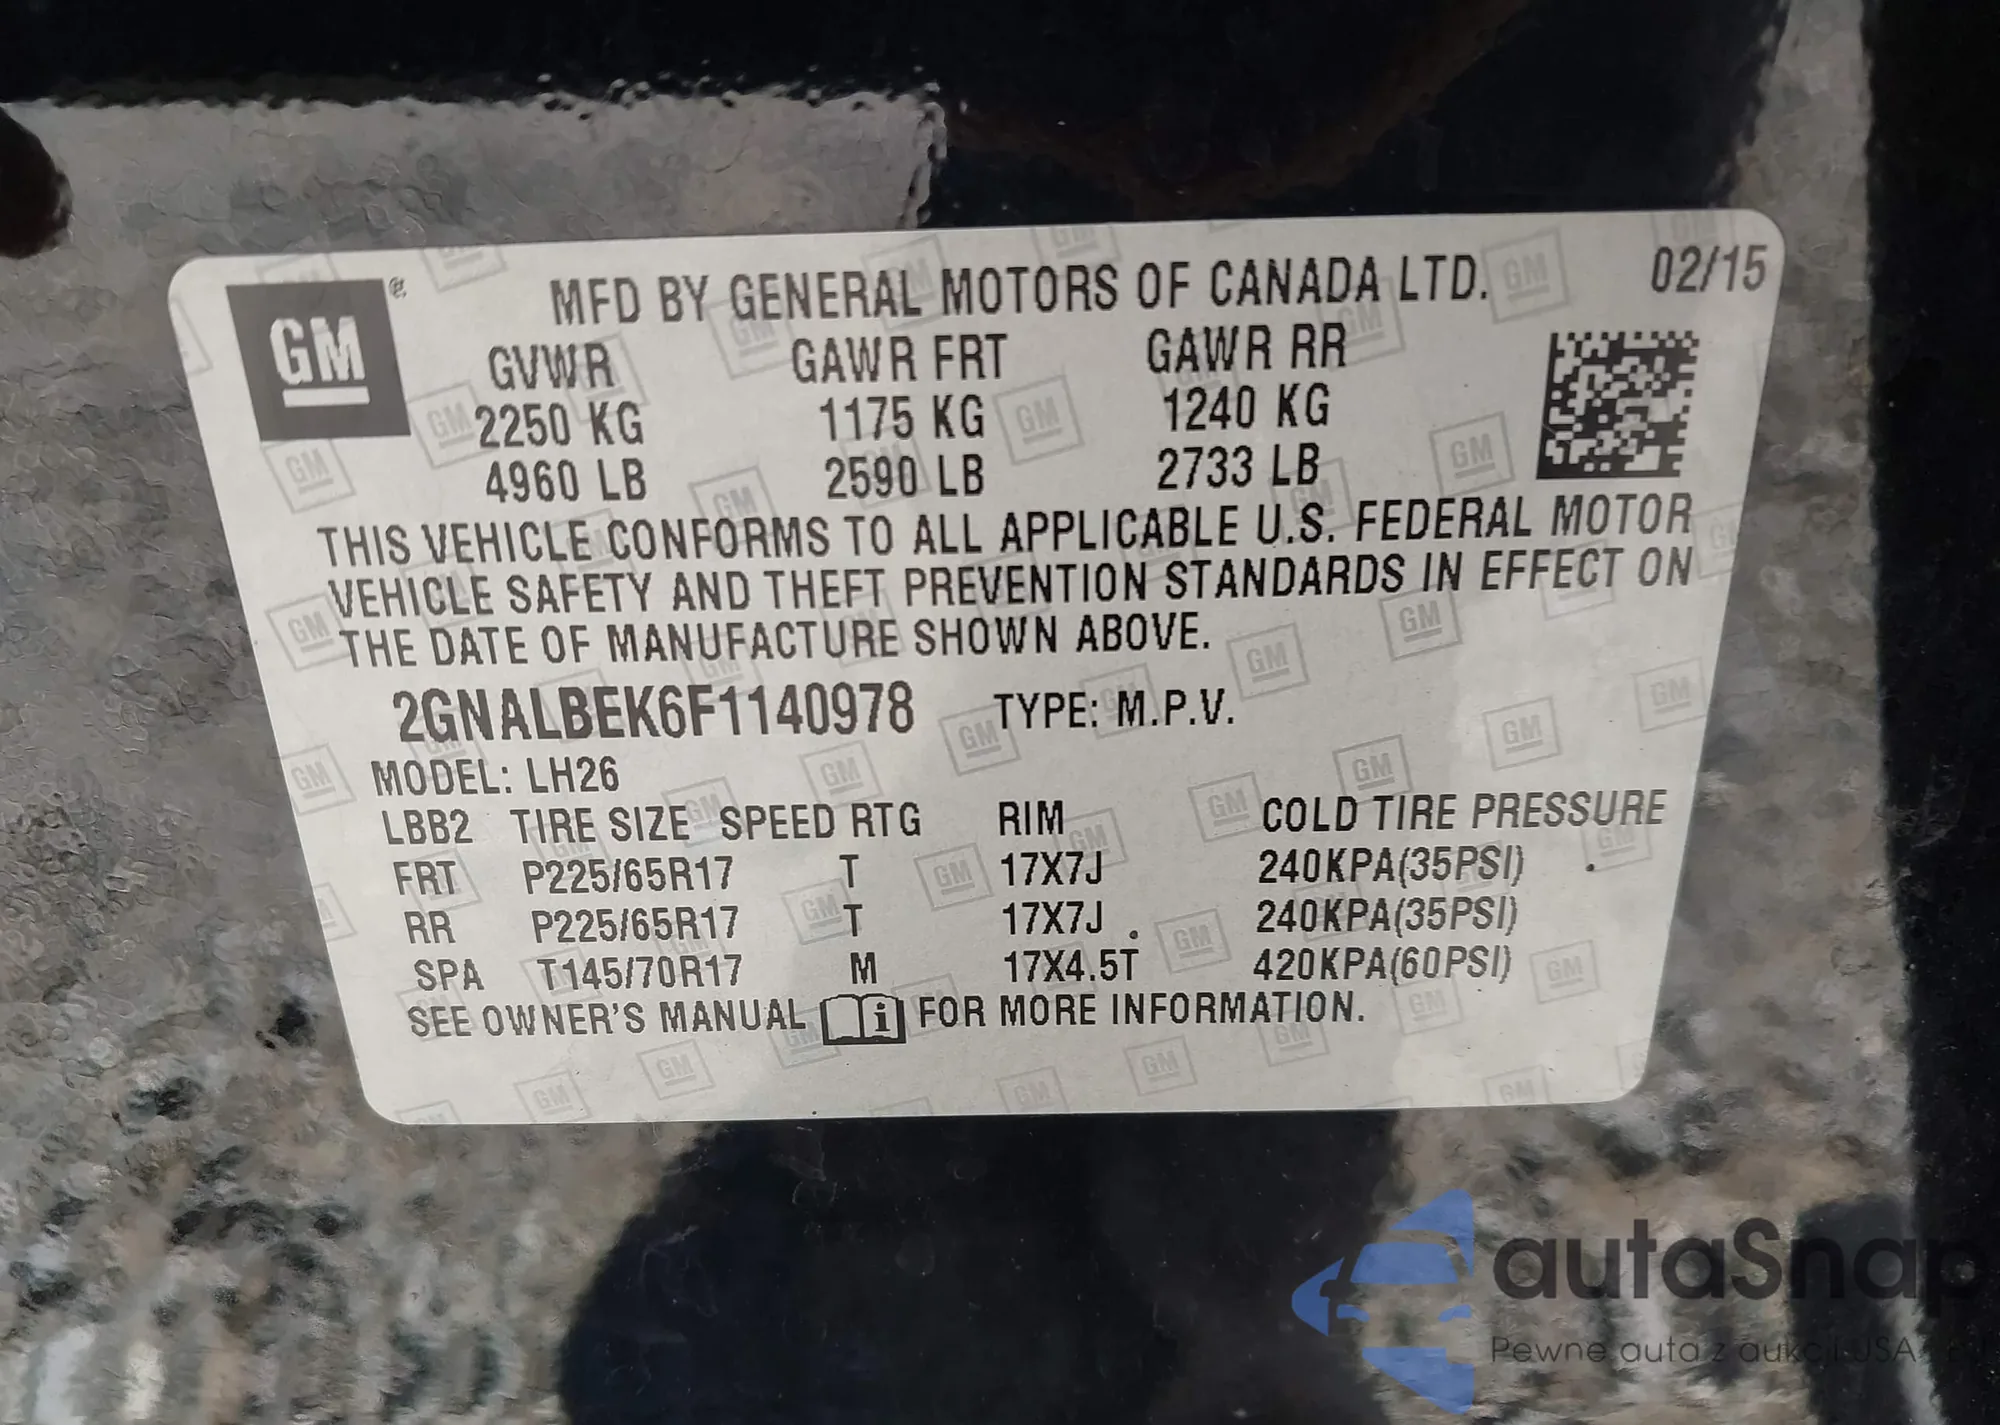 GM
MFD BY GENERAL MOTORS OF CANADA LTD. 02/15
GVWR GAWR FRT GAWR RR
2250 KG 1175 KG 1240 KG
4960 LB 2590 LB 2733 LB
THIS VEHICLE CONFORMS TO ALL APPLICABLE U.S. FEDERAL MOTOR
VEHICLE SAFETY AND THEFT PREVENTION STANDARDS IN EFFECT ON
THE DATE OF MANUFACTURE SHOWN ABOVE.
2GNALBEK6F1140978 TYPE: M.P.V.
MODEL: LH26
LBB2 TIRE SIZE SPEED RTG RIM COLD TIRE PRESSURE
FRT P225/65R17 T 17X7J 240KPA(35PSI)
RR P225/65R17 T 17X7J 240KPA(35PSI)
SPA T145/70R17 M 17X4.5T 420KPA(60PSI)
SEE OWNER'S MANUAL i FOR MORE INFORMATION.
autaSnap
Pewne auta z aukcji USA